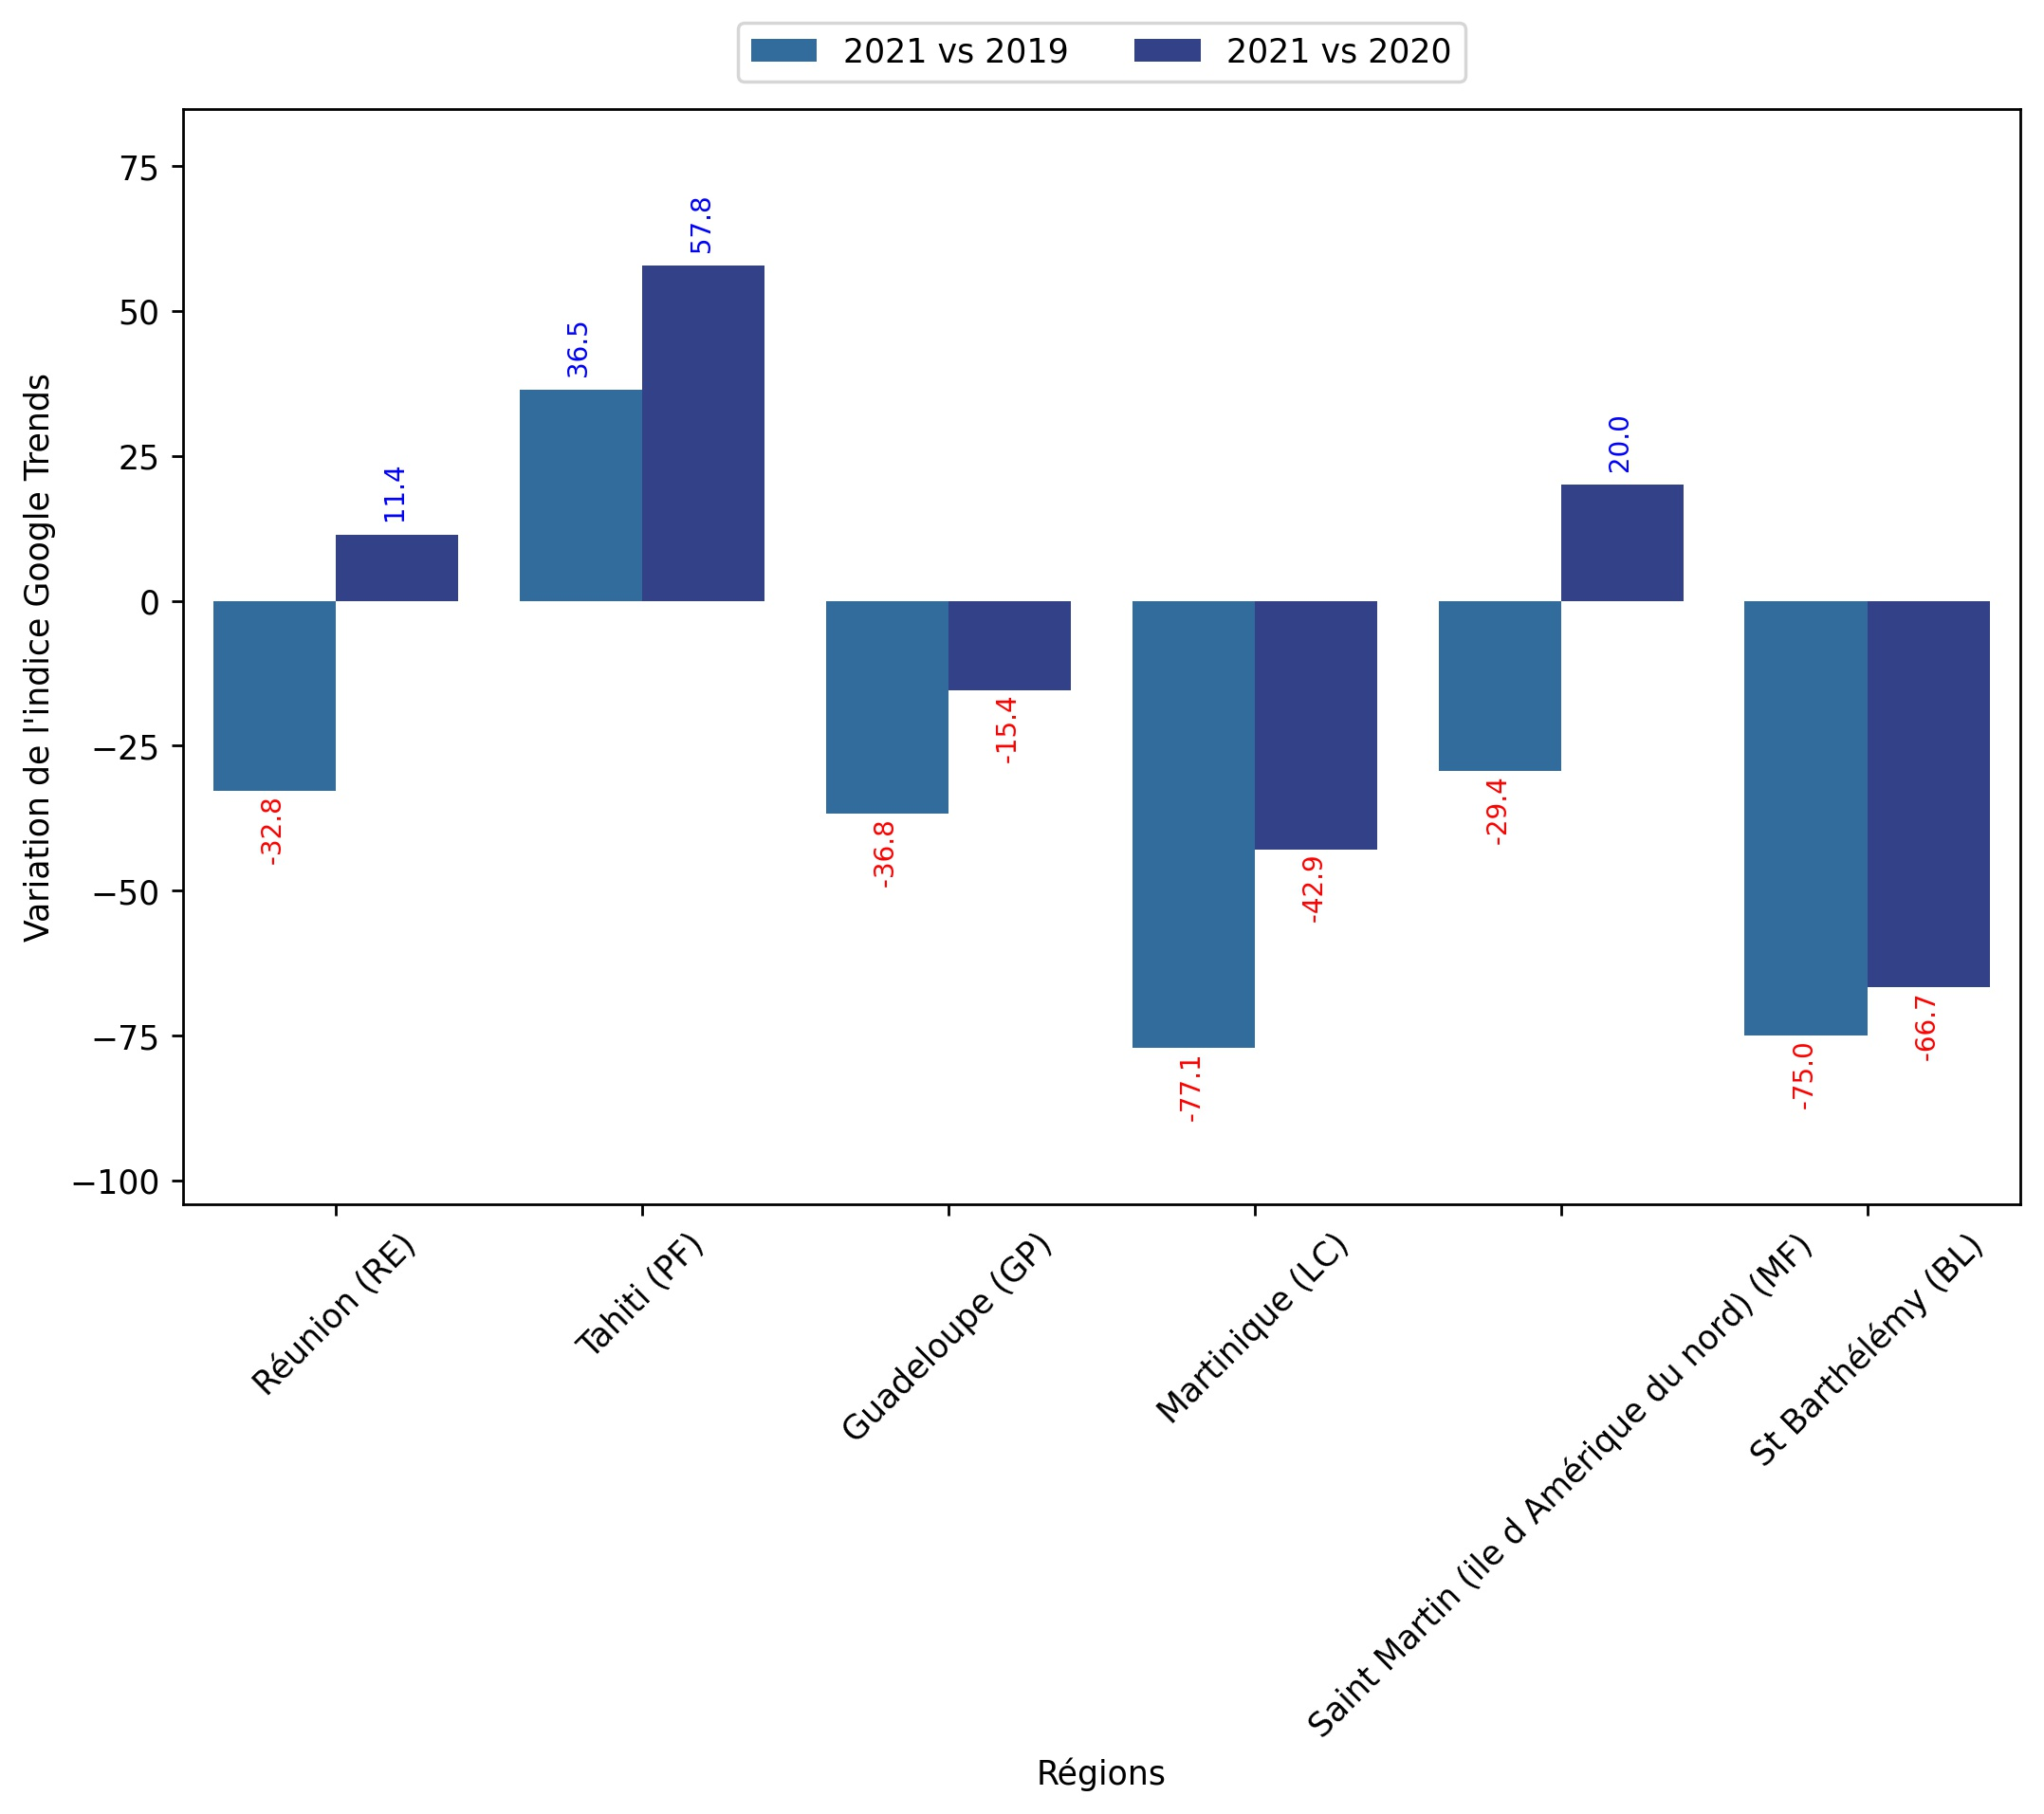 2021 vs 2019
2021 vs 2020
Variation de l'indice Google Trends
75
50
25
0
−25
−50
−75
−100
-32.8
11.4
36.5
57.8
-36.8
-15.4
-77.1
-42.9
-29.4
20.0
-75.0
-66.7
Réunion (RE)
Tahiti (PF)
Guadeloupe (GP)
Martinique (LC)
Saint Martin (ile d Amérique du nord) (MF)
St Barthélémy (BL)
Régions